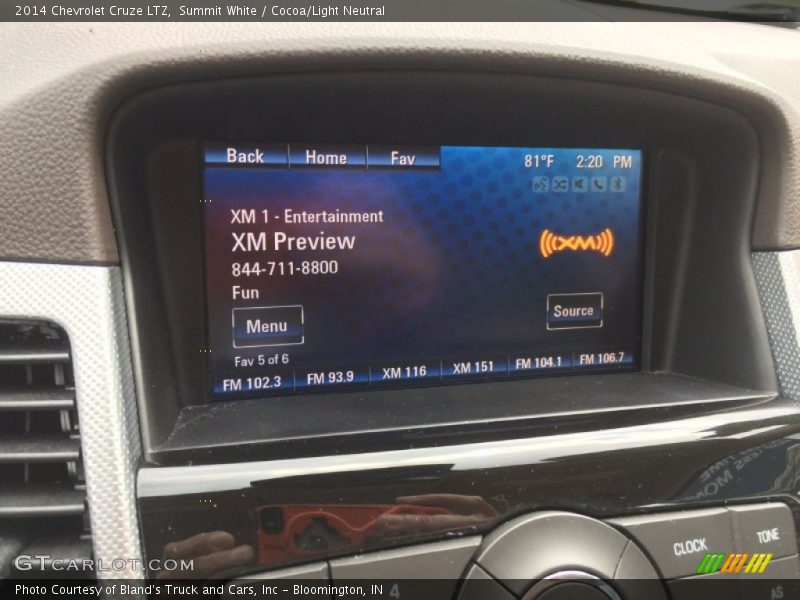 2014 Chevrolet Cruze LTZ, Summit White / Cocoa/Light Neutral
Back Home Fav 81°F 2:20 PM
XM 1 - Entertainment
XM Preview
XM
844-711-8800
Fun
Menu Source
Fav 5 of 6
FM 102.3 FM 93.9 XM 116 XM 151 FM 104.1 FM 106.7
CLOCK TONE
4 AS
GTCARLOT.COM
Photo Courtesy of Bland's Truck and Cars, Inc - Bloomington, IN